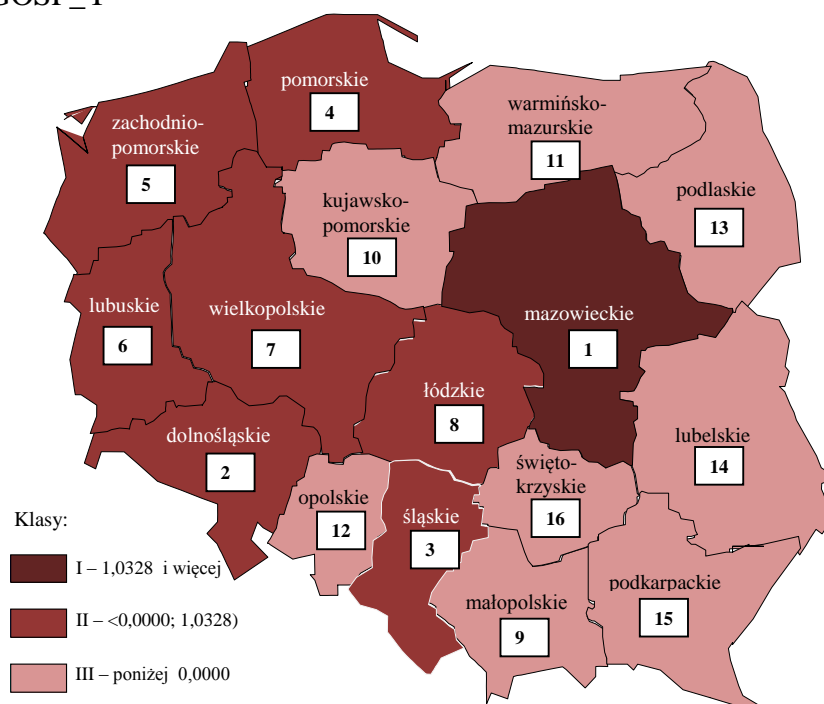 pomorskie
4
zachodnio-
pomorskie
5
warmińsko-
mazurskie
11
podlaskie
13
kujawsko-
pomorskie
10
lubuskie
6
wielkopolskie
7
mazowieckie
1
łódzkie
8
dolnośląskie
2
lubelskie
14
święto-
krzyskie
16
opolskie
12
śląskie
3
małopolskie
9
podkarpackie
15
Klasy:
I – 1,0328 i więcej
II – <0,0000; 1,0328)
III – poniżej 0,0000